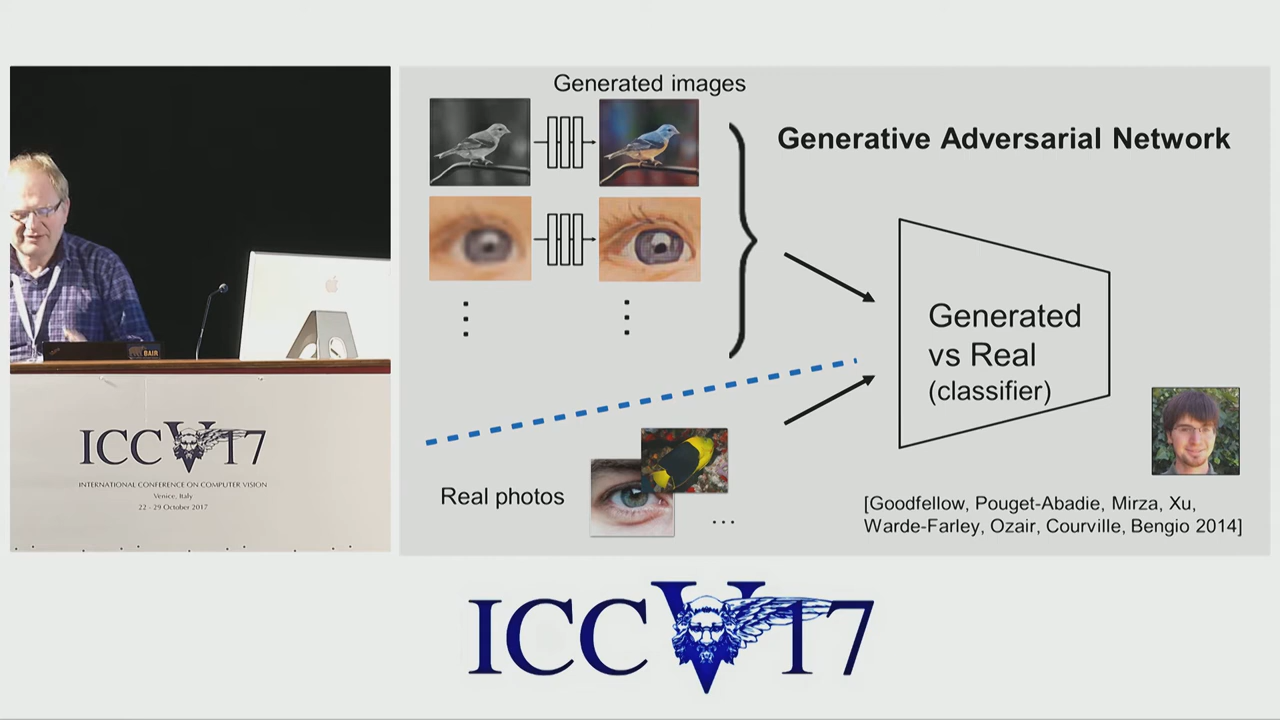 Generated images
Generative Adversarial Network
Generated
vs Real
(classifier)
Real photos
...
[Goodfellow, Pouget-Abadie, Mirza, Xu,
Warde-Farley, Ozair, Courville, Bengio 2014]
BAIR
ICCV17
INTERNATIONAL CONFERENCE ON COMPUTER VISION
Venice, Italy
22 - 29 October 2017
ICCV17